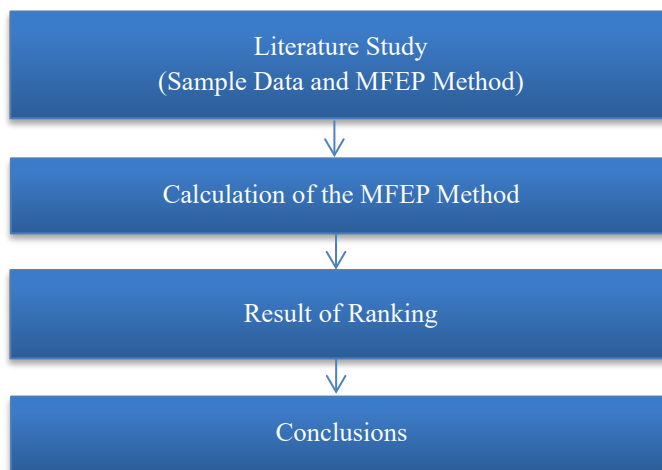 Literature Study
(Sample Data and MFEP Method)
Calculation of the MFEP Method
Result of Ranking
Conclusions